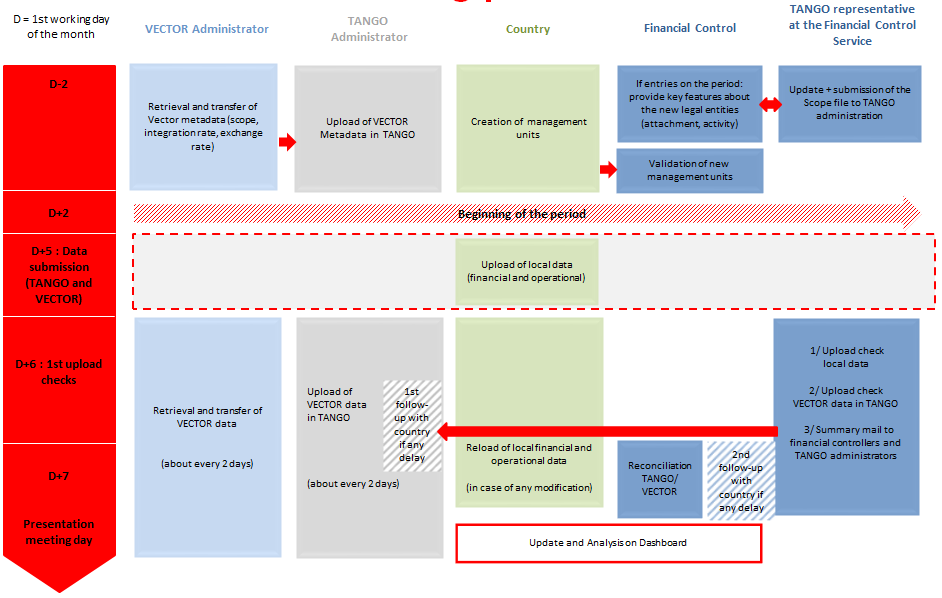 D = 1st working day
of the month
VECTOR Administrator
TANGO
Administrator
Country
Financial Control
TANGO representative
at the Financial Control
Service
D-2
Retrieval and transfer of
Vector metadata (scope,
integration rate, exchange
rate)
Upload of VECTOR
Metadata in TANGO
Creation of management
units
If entries on the period:
provide key features about
the new legal entities
(attachment, activity)
Update + submission of the
Scope file to TANGO
administration
Validation of new
management units
D+2
Beginning of the period
D+5 : Data
submission
(TANGO and
VECTOR)
Upload of local data
(financial and operational)
D+6 : 1st upload
checks
Retrieval and transfer of
VECTOR data
(about every 2 days)
Upload of
VECTOR data
in TANGO
(about every 2 days)
1st
follow-
up with
country
if any
delay
Reload of local financial and
operational data
(in case of any modification)
Reconciliation
TANGO/
VECTOR
2nd
follow-up
with
country if
any delay
1/ Upload check
local data
2/ Upload check
VECTOR data in TANGO
3/ Summary mail to
financial controllers and
TANGO administrators
D+7
Presentation
meeting day
Update and Analysis on Dashboard